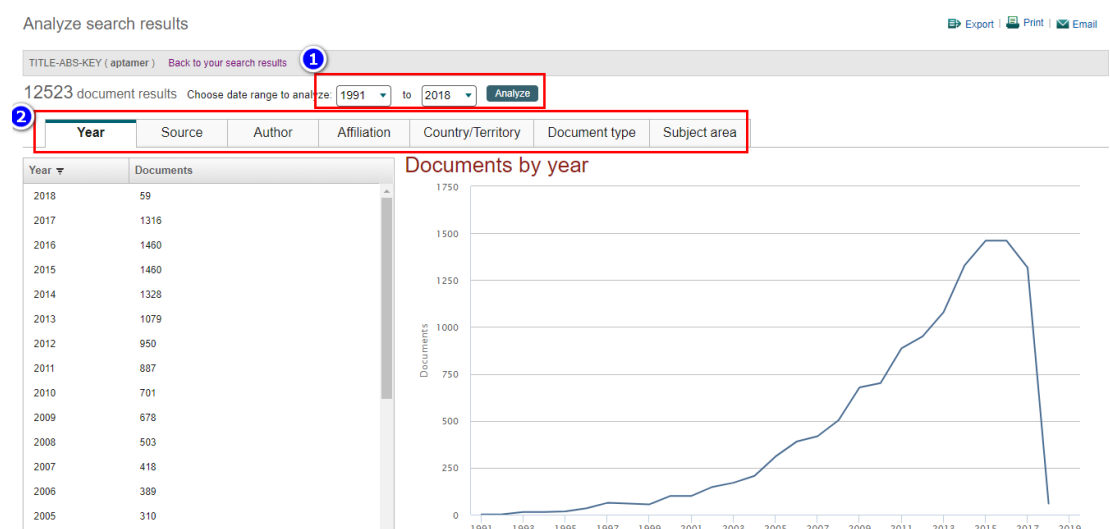 Analyze search results
Export | Print | Email
TITLE-ABS-KEY ( aptamer ) Back to your search results
1
12523 document results Choose date range to analyze: 1991 to 2018 Analyze
2
Year Source Author Affiliation Country/Territory Document type Subject area
Year Documents
2018 59
2017 1316
2016 1460
2015 1460
2014 1328
2013 1079
2012 950
2011 887
2010 701
2009 678
2008 503
2007 418
2006 389
2005 310
Documents by year
1750
1500
1250
1000
750
500
250
0
Documents
1991 1993 1995 1997 1999 2001 2003 2005 2007 2009 2011 2013 2015 2017 2019